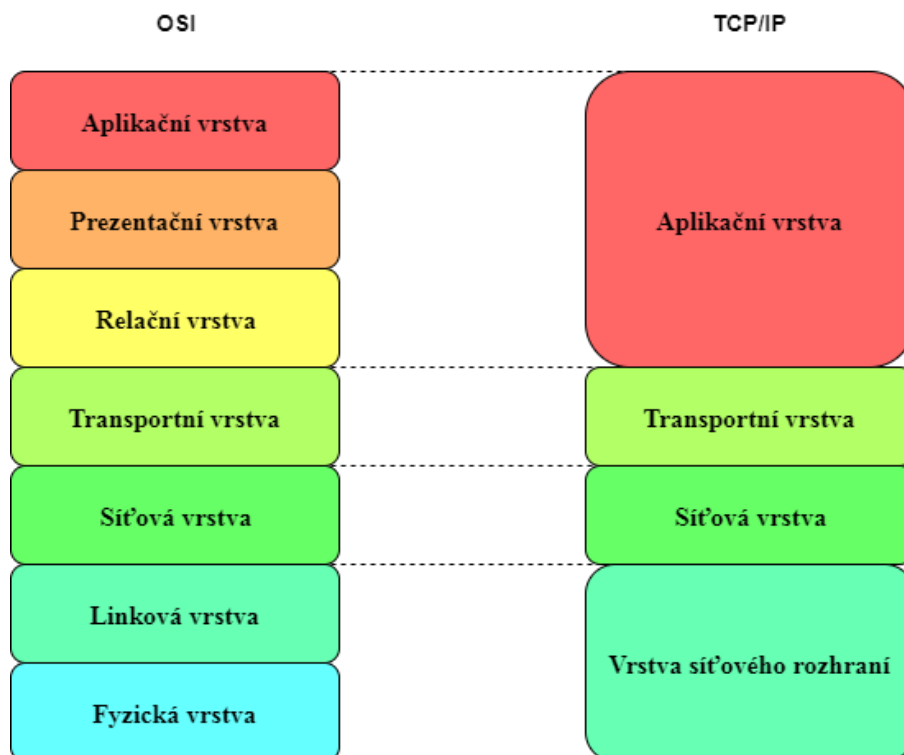 OSI
TCP/IP
Aplikační vrstva
Prezentační vrstva
Relační vrstva
Transportní vrstva
Síťová vrstva
Linková vrstva
Fyzická vrstva
Aplikační vrstva
Transportní vrstva
Síťová vrstva
Vrstva síťového rozhraní